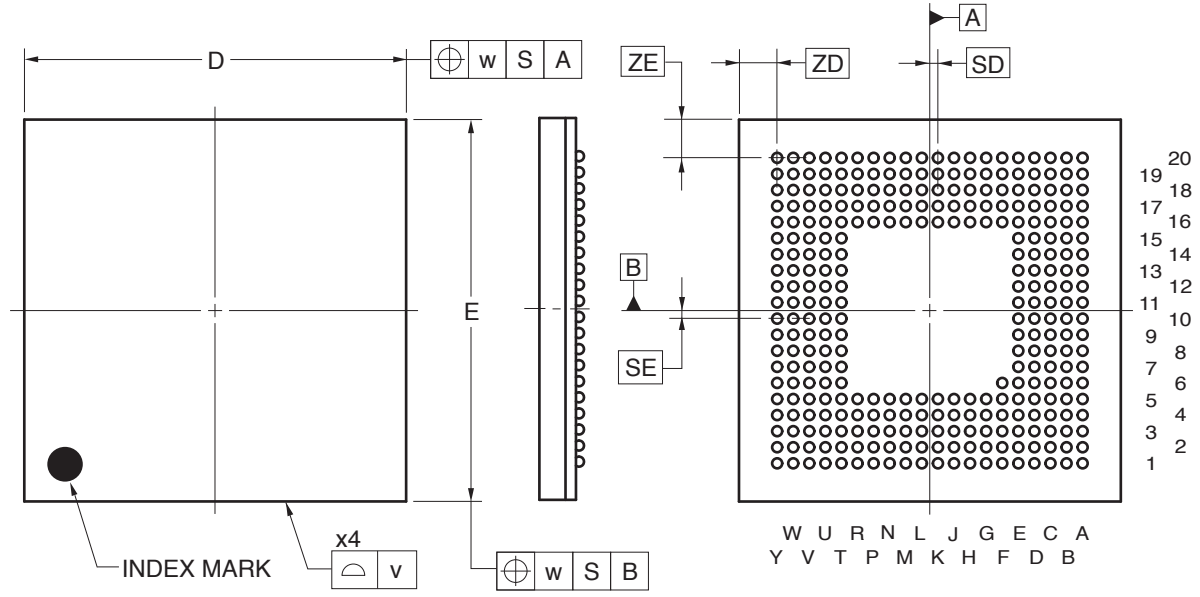 A
D
w S A
ZE
ZD
SD
20
19
18
17
16
15
14
13
12
11
10
9
8
7
6
5
4
3
2
1
B
E
SE
W U R N L J G E C A
Y V T P M K H F D B
x4
v
INDEX MARK
w S B